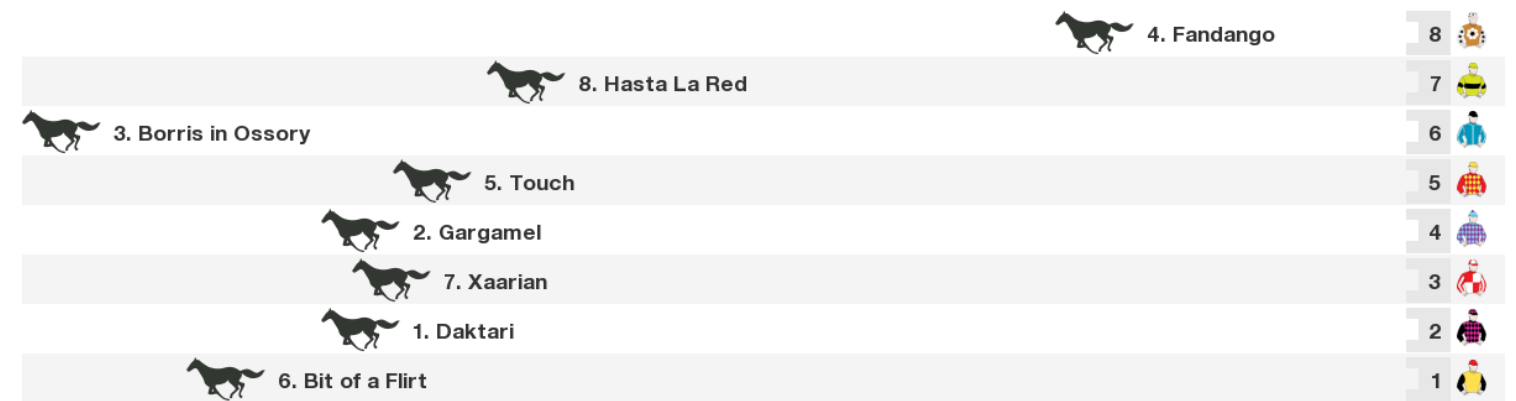 4. Fandango 8
8. Hasta La Red 7
3. Borris in Ossory 6
5. Touch 5
2. Gargamel 4
7. Xaarian 3
1. Daktari 2
6. Bit of a Flirt 1